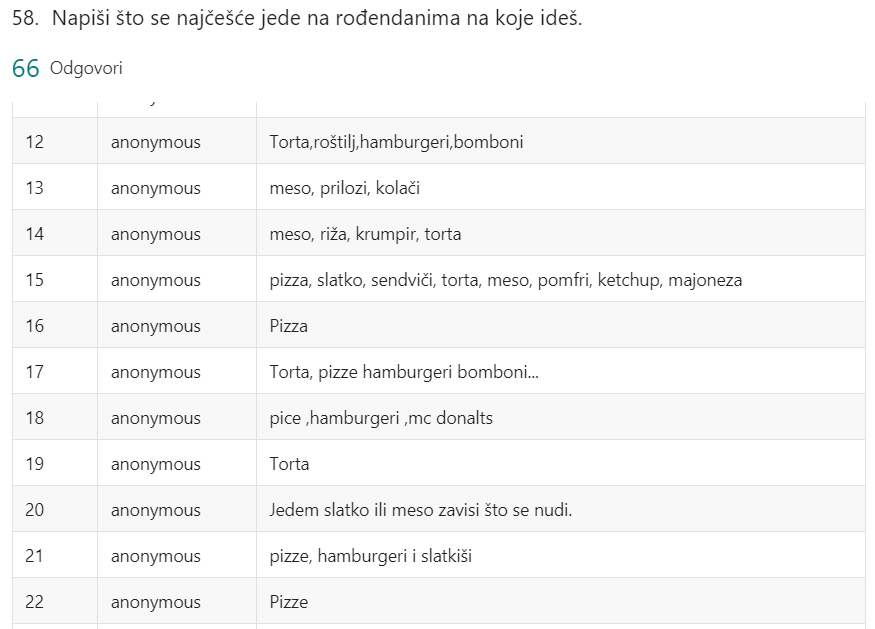 58. Napiši što se najčešće jede na rođendanima na koje ideš.
66 Odgovori
12 anonymous Torta,roštilj,hamburgeri,bomboni
13 anonymous meso, prilozi, kolači
14 anonymous meso, riža, krumpir, torta
15 anonymous pizza, slatko, sendviči, torta, meso, pomfri, ketchup, majoneza
16 anonymous Pizza
17 anonymous Torta, pizze hamburgeri bomboni...
18 anonymous pice ,hamburgeri ,mc donalts
19 anonymous Torta
20 anonymous Jedem slatko ili meso zavisi što se nudi.
21 anonymous pizze, hamburgeri i slatkiši
22 anonymous Pizze